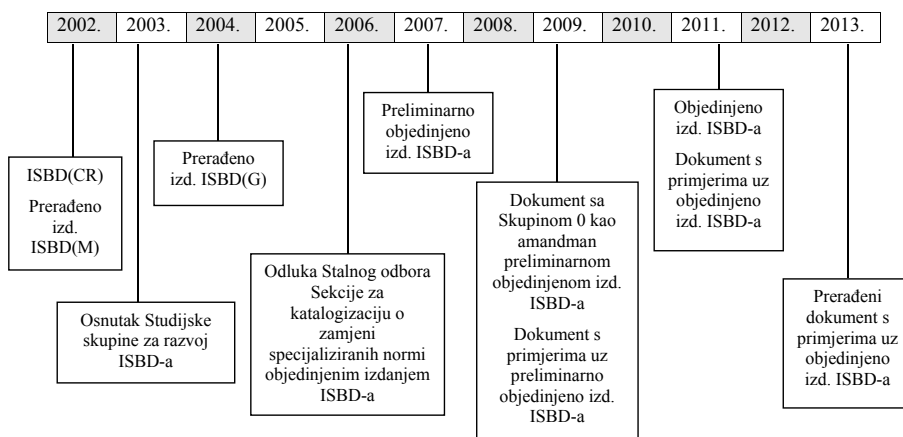 2002. 2003. 2004. 2005. 2006. 2007. 2008. 2009. 2010. 2011. 2012. 2013.
ISBD(CR)
Prerađeno
izd.
ISBD(M)
Osnutak Studijske
skupine za razvoj
ISBD-a
Prerađeno
izd. ISBD(G)
Odluka Stalnog odbora
Sekcije za
katalogizaciju o
zamjeni
specijaliziranih normi
objedinjenim izdanjem
ISBD-a
Preliminarno
objedinjeno
izd. ISBD-a
Dokument sa
Skupinom 0 kao
amandman
preliminarnom
objedinjenom izd.
ISBD-a
Dokument s
primjerima uz
preliminarno
objedinjeno izd.
ISBD-a
Objedinjeno
izd. ISBD-a
Dokument s
primjerima uz
objedinjeno
izd. ISBD-a
Prerađeni
dokument s
primjerima uz
objedinjeno
izd. ISBD-a